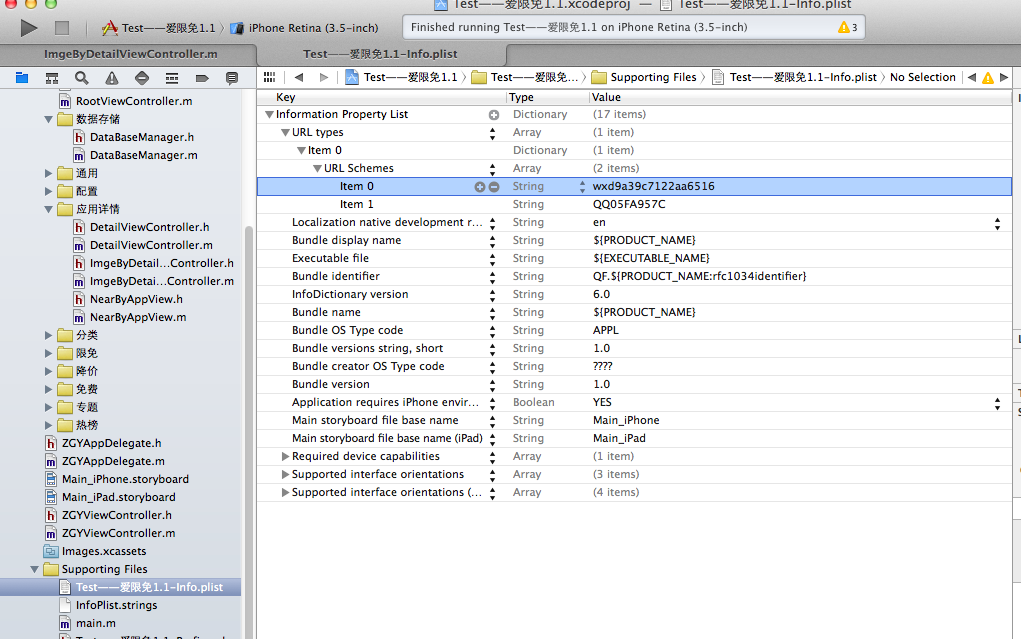 Test——爱限免1.1.xcodeproj — Test——爱限免1.1-Info.plist
Test——爱限免1.1 iPhone Retina (3.5-inch)
Finished running Test——爱限免1.1 on iPhone Retina (3.5-inch) 3
ImgeByDetailViewController.m
Test——爱限免1.1-Info.plist
Test——爱限免1.1 Test——爱限免... Supporting Files Test——爱限免1.1-Info.plist No Selection
RootViewController.m
数据存储
DataBaseManager.h
DataBaseManager.m
通用
配置
应用详情
DetailViewController.h
DetailViewController.m
ImgeByDetai...Controller.h
ImgeByDetai...Controller.m
NearByAppView.h
NearByAppView.m
分类
限免
降价
免费
专题
热榜
ZGYAppDelegate.h
ZGYAppDelegate.m
Main_iPhone.storyboard
Main_iPad.storyboard
ZGYViewController.h
ZGYViewController.m
Images.xcassets
Supporting Files
Test——爱限免1.1-Info.plist
InfoPlist.strings
main.m
Key Type Value
Information Property List Dictionary (17 items)
URL types Array (1 item)
Item 0 Dictionary (1 item)
URL Schemes Array (2 items)
Item 0 String wxd9a39c7122aa6516
Item 1 String QQ05FA957C
Localization native development r... String en
Bundle display name String ${PRODUCT_NAME}
Executable file String ${EXECUTABLE_NAME}
Bundle identifier String QF.${PRODUCT_NAME:rfc1034identifier}
InfoDictionary version String 6.0
Bundle name String ${PRODUCT_NAME}
Bundle OS Type code String APPL
Bundle versions string, short String 1.0
Bundle creator OS Type code String ????
Bundle version String 1.0
Application requires iPhone envir... Boolean YES
Main storyboard file base name String Main_iPhone
Main storyboard file base name (iPad) String Main_iPad
Required device capabilities Array (1 item)
Supported interface orientations Array (3 items)
Supported interface orientations (... Array (4 items)